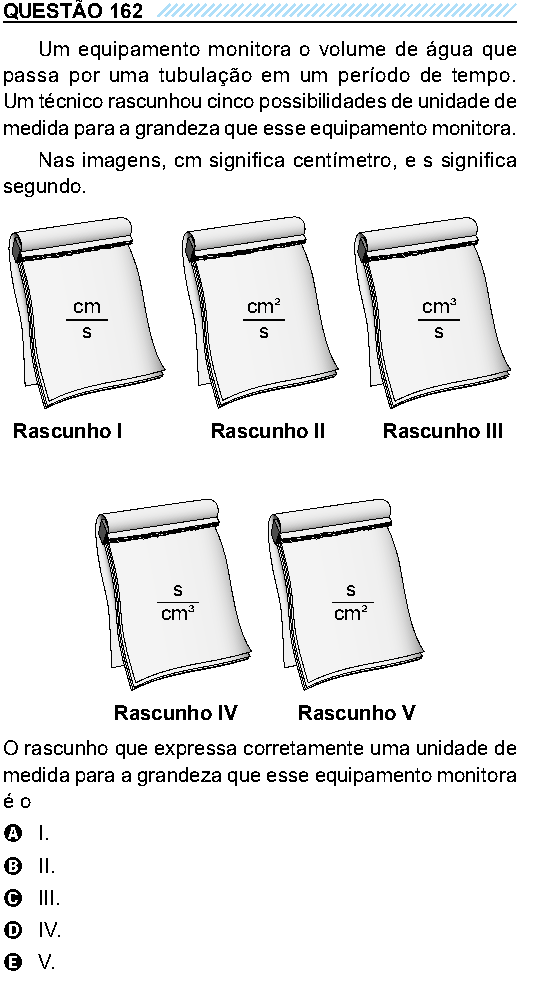 QUESTÃO 162
Um equipamento monitora o volume de água que
passa por uma tubulação em um período de tempo.
Um técnico rascunhou cinco possibilidades de unidade de
medida para a grandeza que esse equipamento monitora.
Nas imagens, cm significa centímetro, e s significa
segundo.
cm cm² cm³
s s s
Rascunho I Rascunho II Rascunho III
s s
cm³ cm²
Rascunho IV Rascunho V
O rascunho que expressa corretamente uma unidade de
medida para a grandeza que esse equipamento monitora
é o
A I.
B II.
C III.
D IV.
E V.